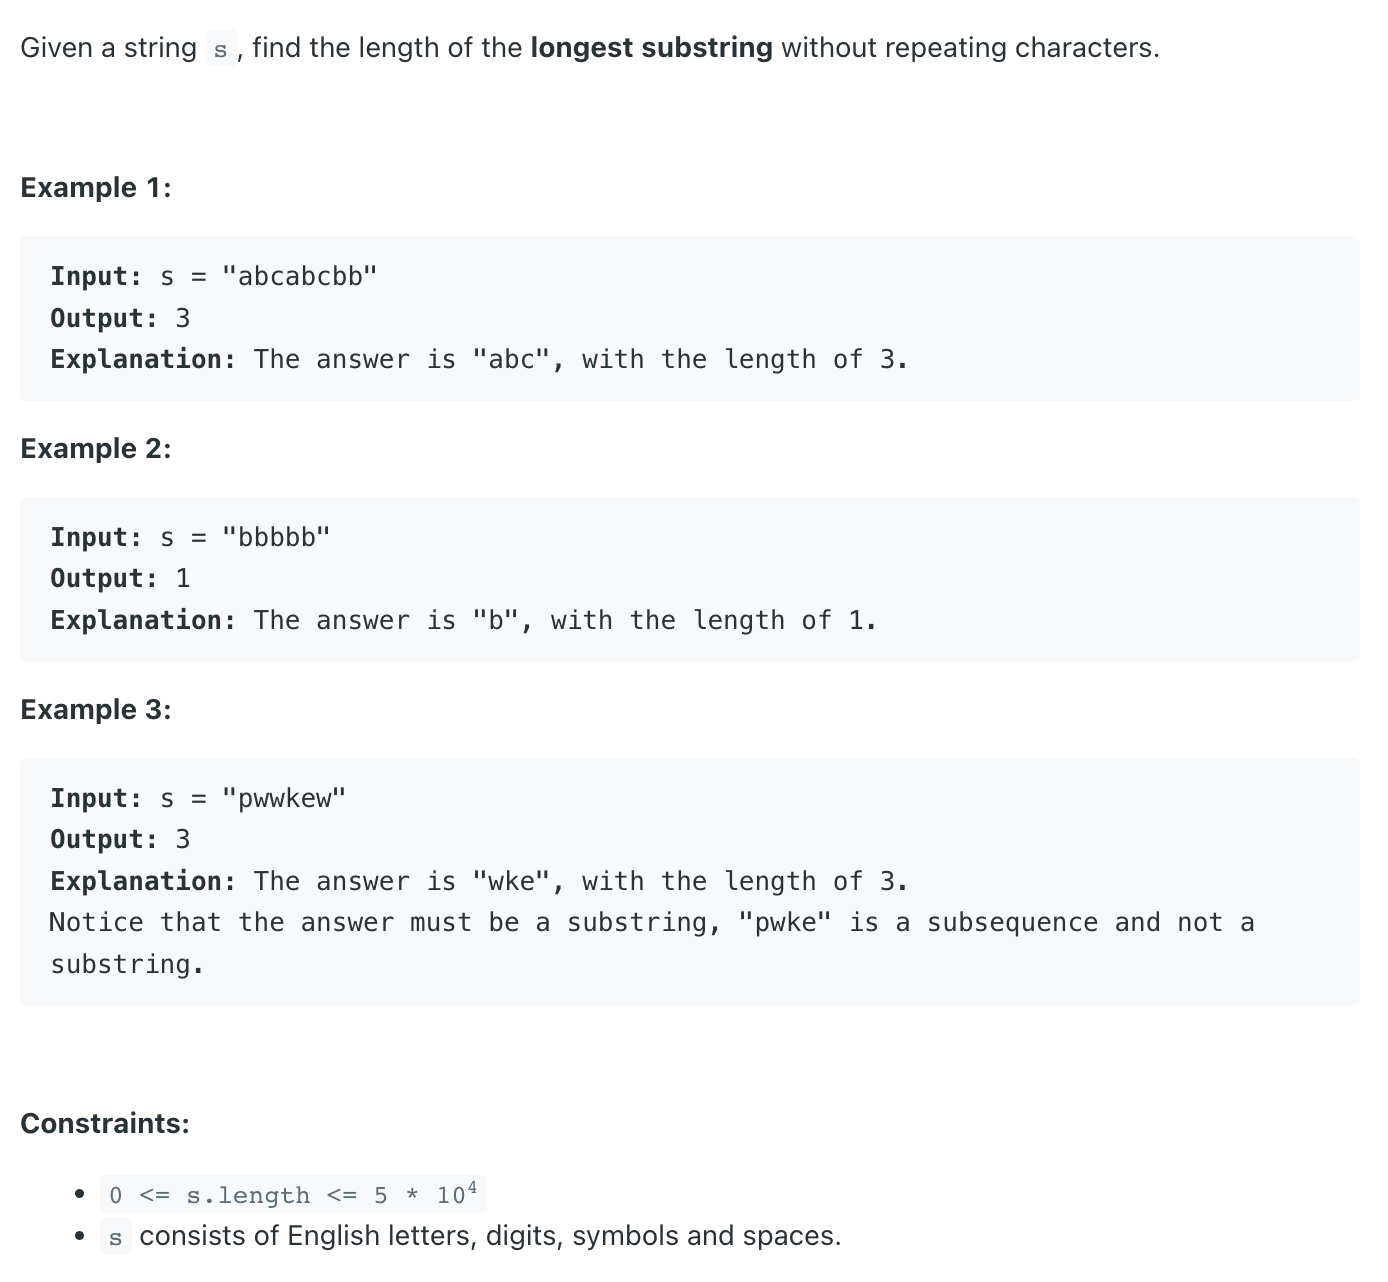 Given a string s, find the length of the longest substring without repeating characters.
Example 1:
Input: s = "abcabcbb"
Output: 3
Explanation: The answer is "abc", with the length of 3.
Example 2:
Input: s = "bbbbb"
Output: 1
Explanation: The answer is "b", with the length of 1.
Example 3:
Input: s = "pwwkew"
Output: 3
Explanation: The answer is "wke", with the length of 3.
Notice that the answer must be a substring, "pwke" is a subsequence and not a
substring.
Constraints:
• 0 <= s.length <= 5 * 10⁴
• s consists of English letters, digits, symbols and spaces.